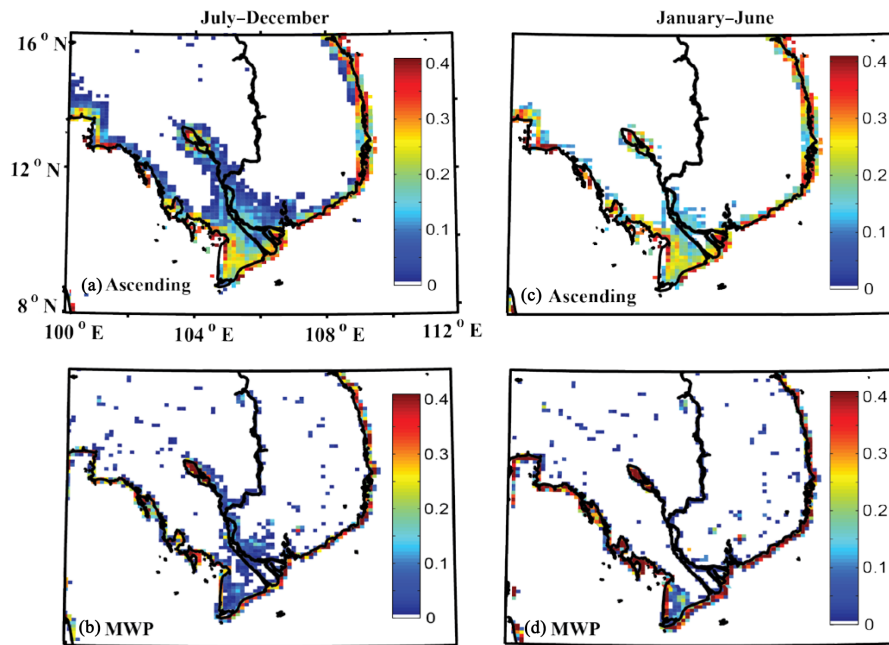 July–December
January–June
16° N
12° N
8° N
0.4
0.3
0.2
0.1
0
(a) Ascending
100° E
104° E
108° E
112° E
0.4
0.3
0.2
0.1
0
(c) Ascending
0.4
0.3
0.2
0.1
0
(b) MWP
0.4
0.3
0.2
0.1
0
(d) MWP